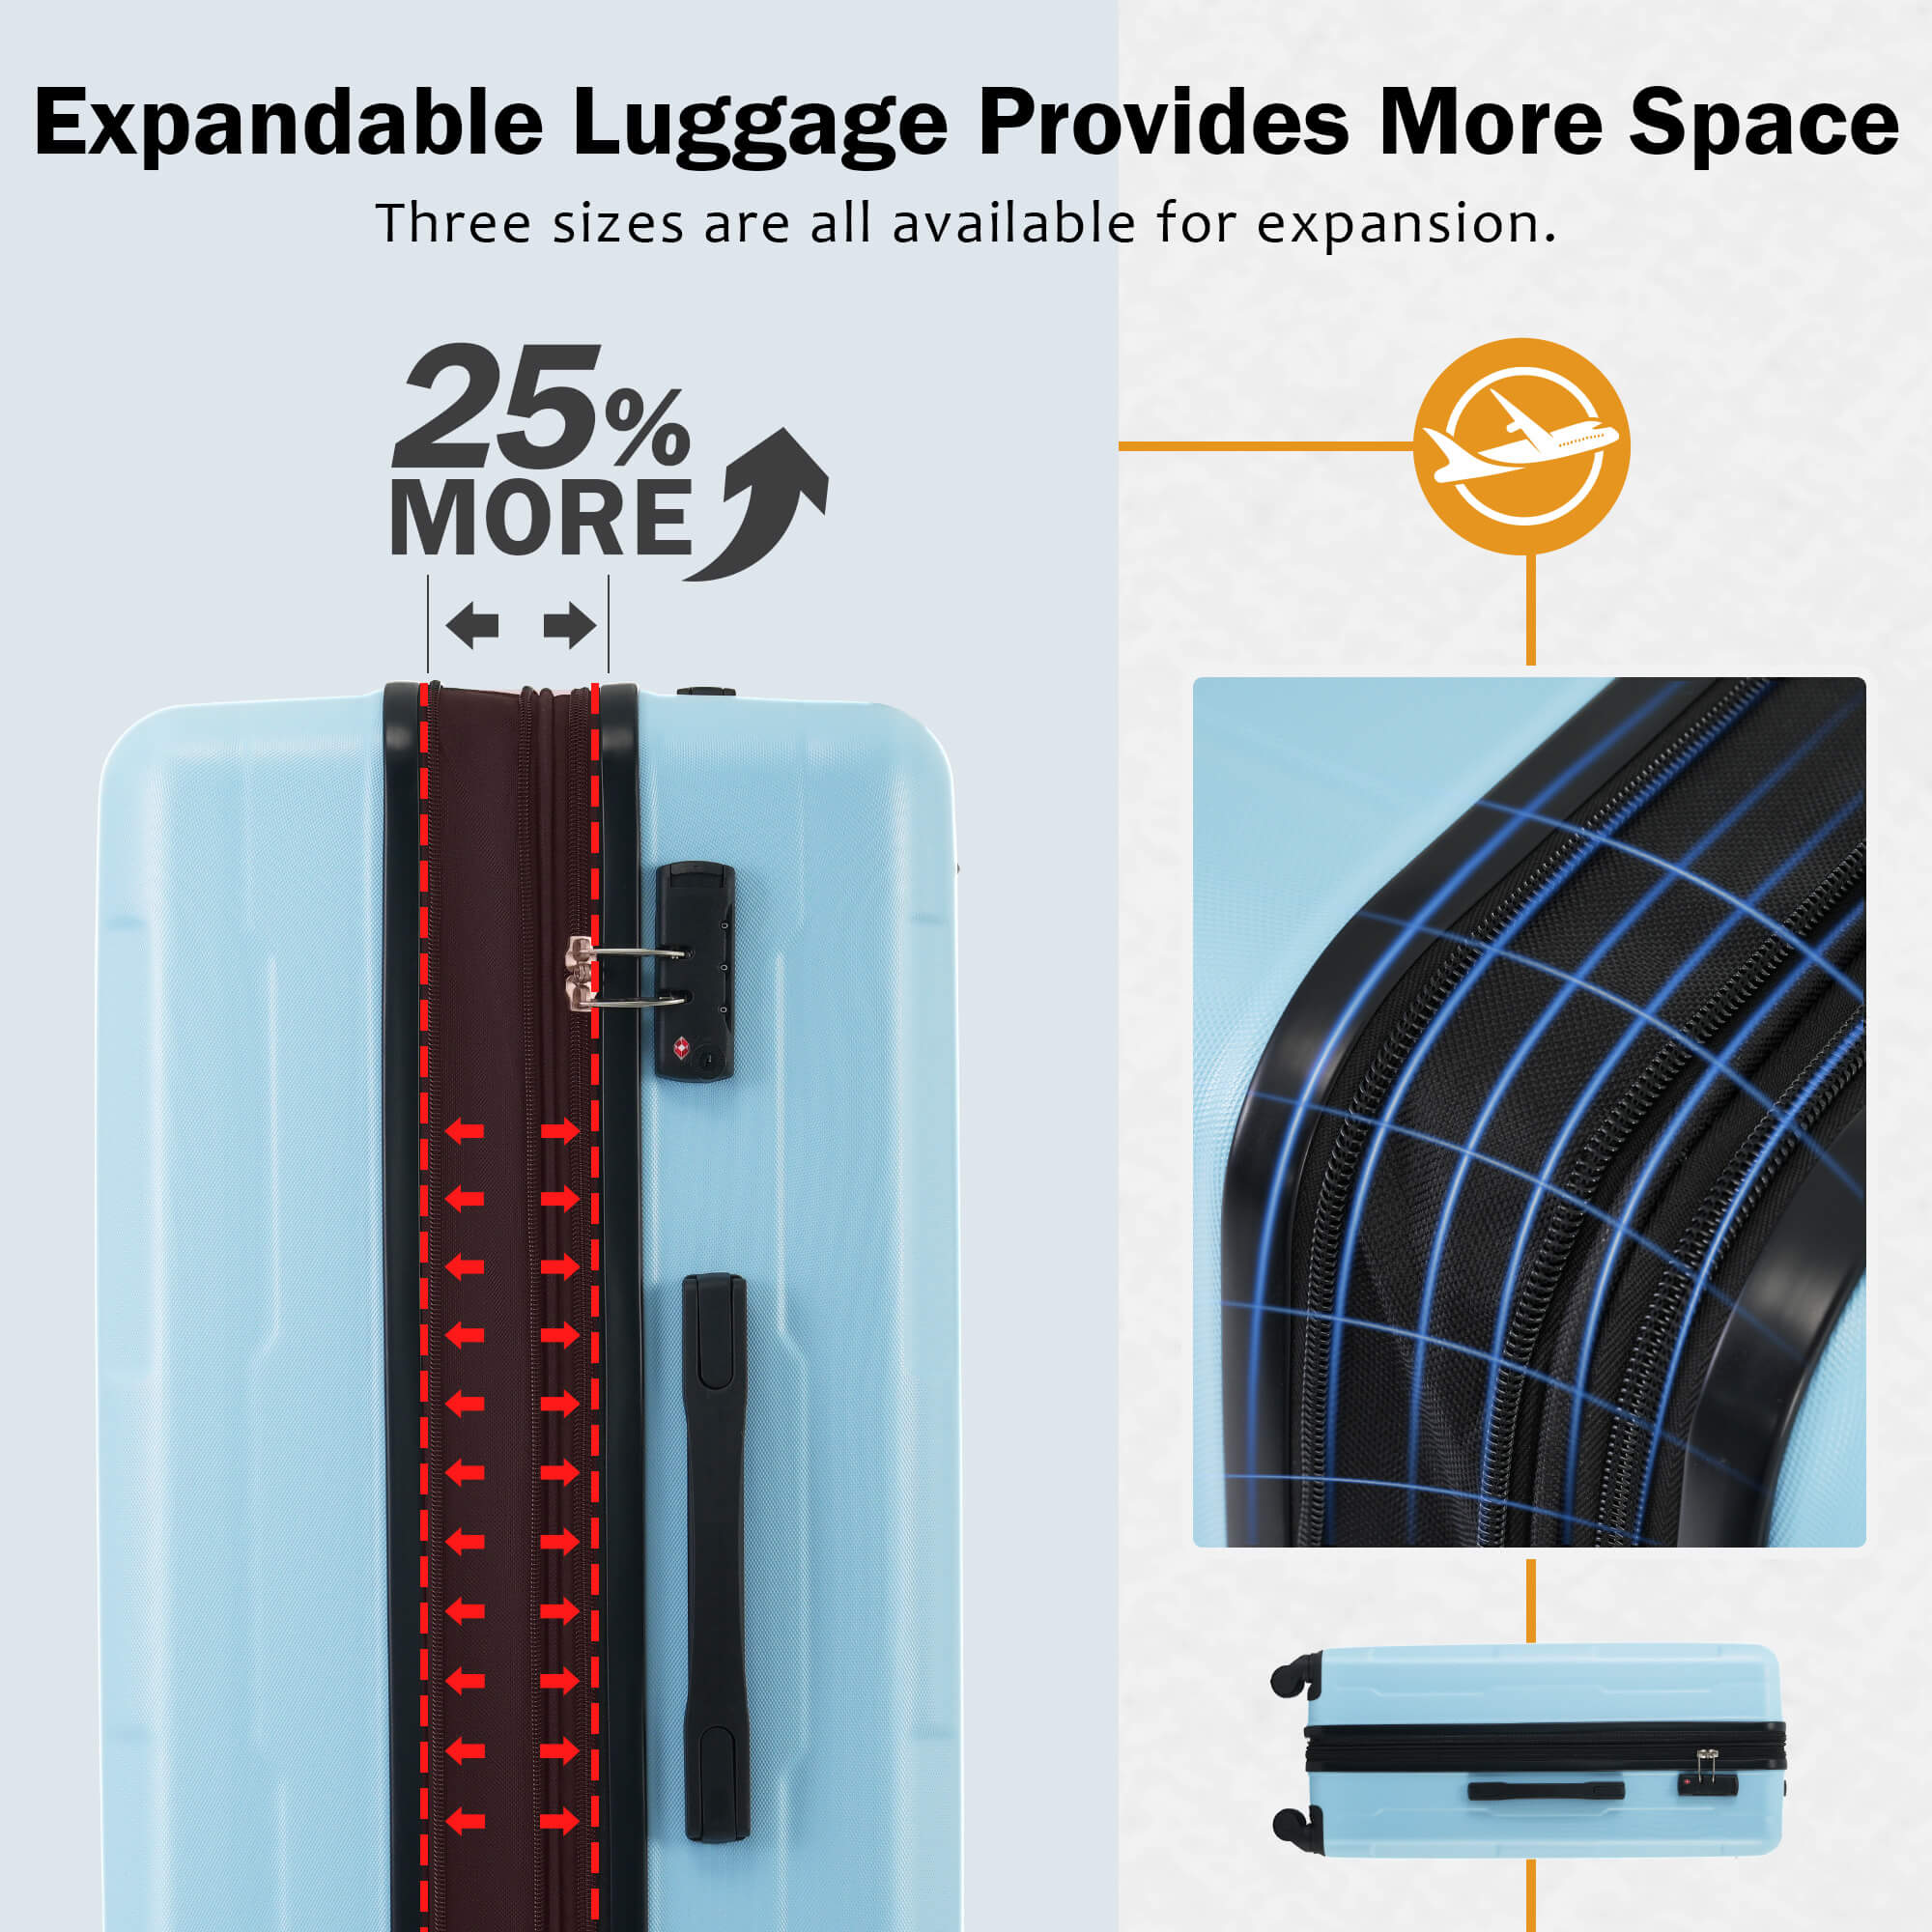 Expandable Luggage Provides More Space
Three sizes are all available for expansion.
25%
MORE